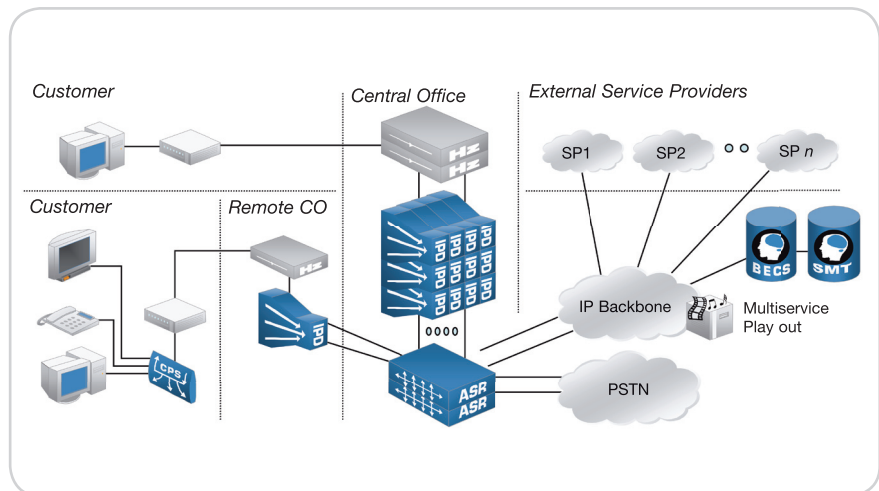 Customer
Central Office
External Service Providers
Hz
Hz
SP1
SP2
SP n
Customer
Remote CO
Hz
IPD IPD IPD IPD
IPD IPD IPD IPD
IPD IPD IPD IPD
BECS
SMT
IP Backbone
Multiservice
Play out
IPD
CPS
ASR
ASR
PSTN